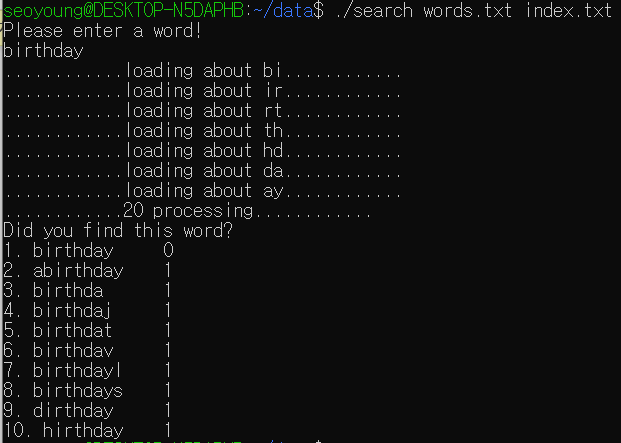 seoyoung@DESKTOP-N5DAPHB:~/data$ ./search words.txt index.txt
Please enter a word!
birthday
............loading about bi............
............loading about ir............
............loading about rt............
............loading about th............
............loading about hd............
............loading about da............
............loading about ay............
............20 processing............
Did you find this word?
1. birthday 0
2. abirthday 1
3. birthda 1
4. birthdaj 1
5. birthdat 1
6. birthdav 1
7. birthdayl 1
8. birthdays 1
9. dirthday 1
10. hirthday 1